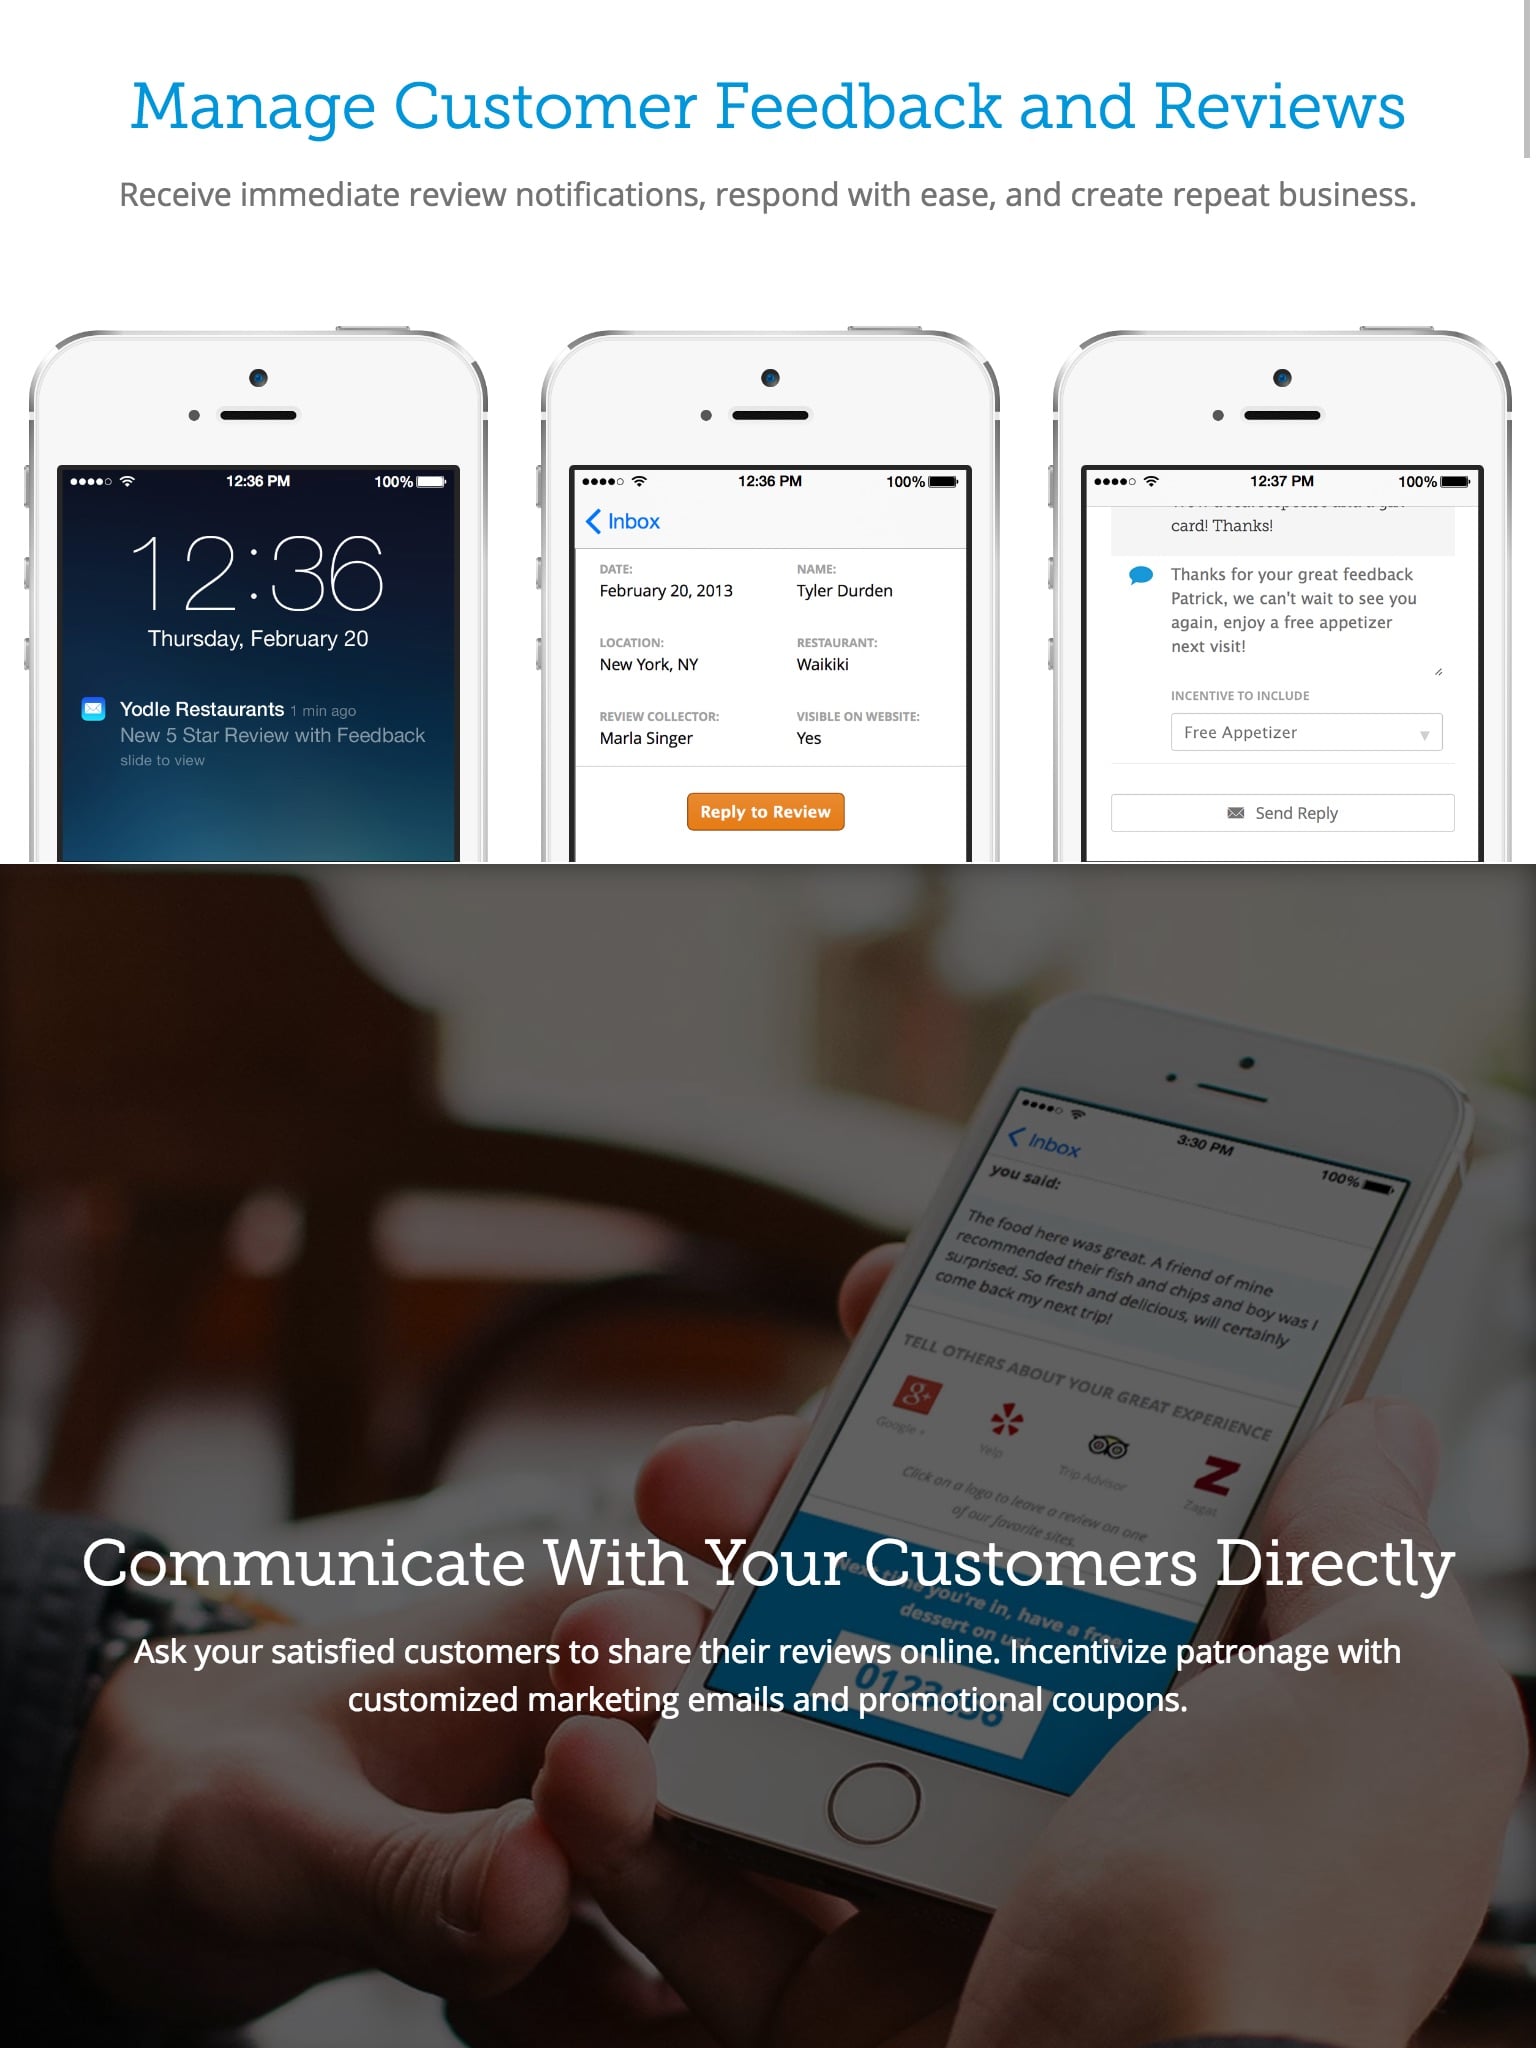 Manage Customer Feedback and Reviews
Receive immediate review notifications, respond with ease, and create repeat business.
12:36 PM
100%
12:36
Thursday, February 20
Yodle Restaurants 1 min ago
New 5 Star Review with Feedback
slide to view
12:36 PM
100%
Inbox
DATE:
February 20, 2013
NAME:
Tyler Durden
LOCATION:
New York, NY
RESTAURANT:
Waikiki
REVIEW COLLECTOR:
Marla Singer
VISIBLE ON WEBSITE:
Yes
Reply to Review
12:37 PM
100%
card! Thanks!
Thanks for your great feedback
Patrick, we can't wait to see you
again, enjoy a free appetizer
next visit!
INCENTIVE TO INCLUDE
Free Appetizer
Send Reply
3:30 PM
100%
Inbox
you said:
The food here was great. A friend of mine
recommended their fish and chips and boy was I
surprised. So fresh and delicious, will certainly
come back my next trip!
TELL OTHERS ABOUT YOUR GREAT EXPERIENCE
8+
Google +
Yelp
Trip Advisor
Z
Zagat
Click on a logo to leave a review on one
of our favorite sites.
Next time you're in, have a free
dessert on us!
Communicate With Your Customers Directly
Ask your satisfied customers to share their reviews online. Incentivize patronage with
customized marketing emails and promotional coupons.